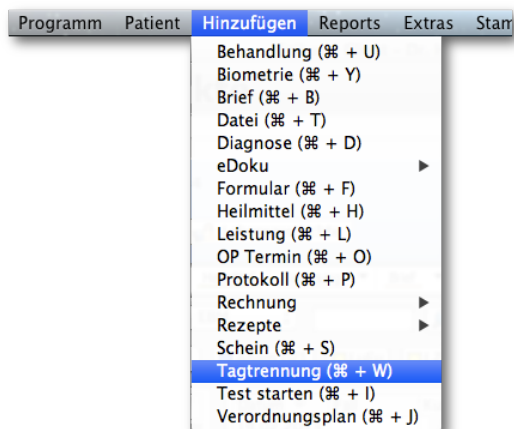 Programm Patient Hinzufügen Reports Extras Stam
Behandlung (⌘ + U)
Biometrie (⌘ + Y)
Brief (⌘ + B)
Datei (⌘ + T)
Diagnose (⌘ + D)
eDoku
Formular (⌘ + F)
Heilmittel (⌘ + H)
Leistung (⌘ + L)
OP Termin (⌘ + O)
Protokoll (⌘ + P)
Rechnung
Rezepte
Schein (⌘ + S)
Tagtrennung (⌘ + W)
Test starten (⌘ + I)
Verordnungsplan (⌘ + J)